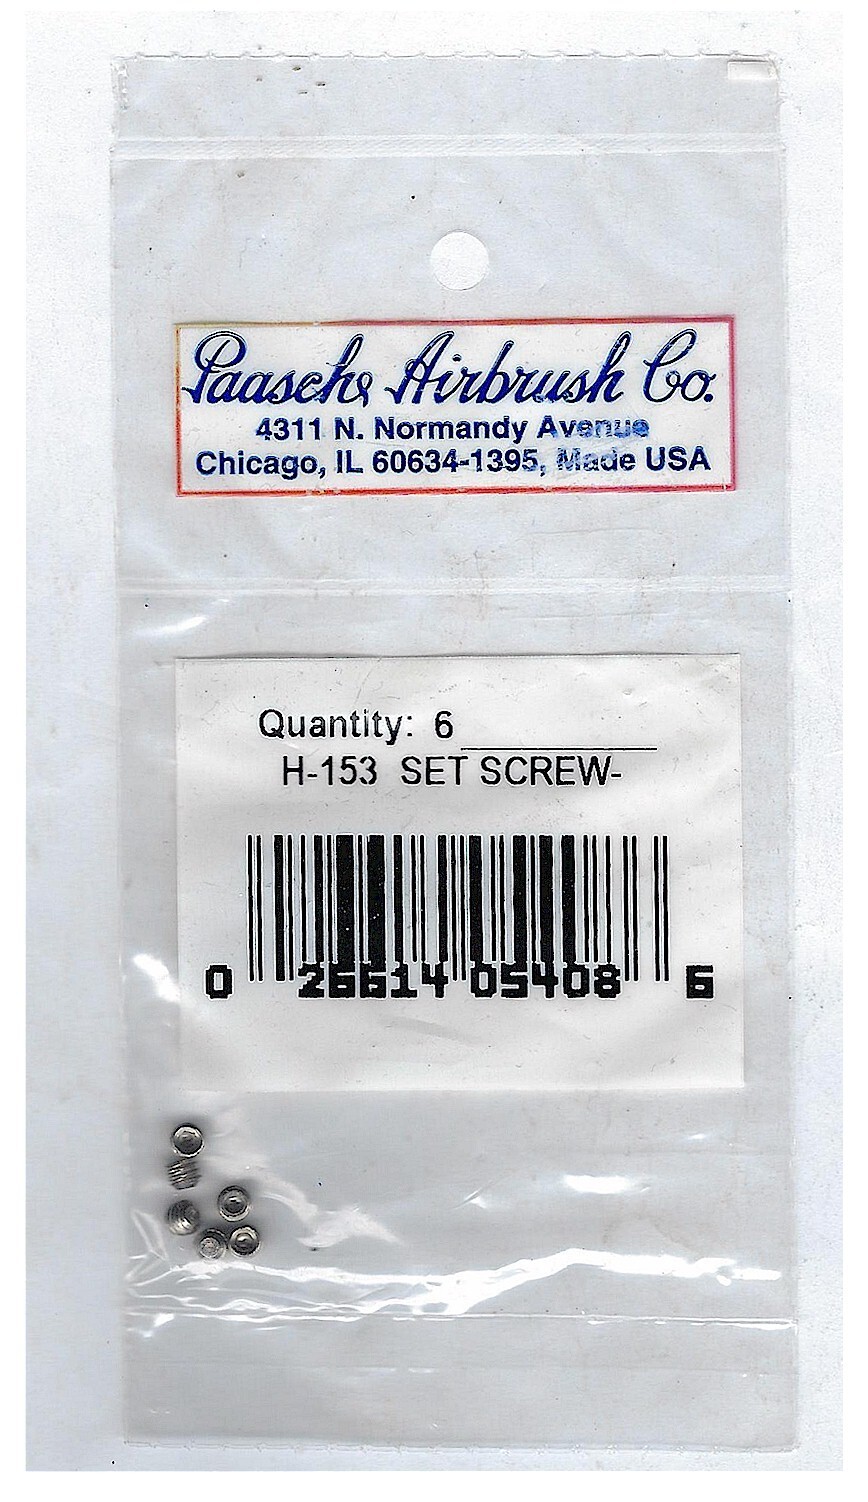 Paasche Airbrush Co.
4311 N. Normandy Avenue
Chicago, IL 60634-1395, Made USA
Quantity: 6
H-153 SET SCREW-
0 26614 05408 6